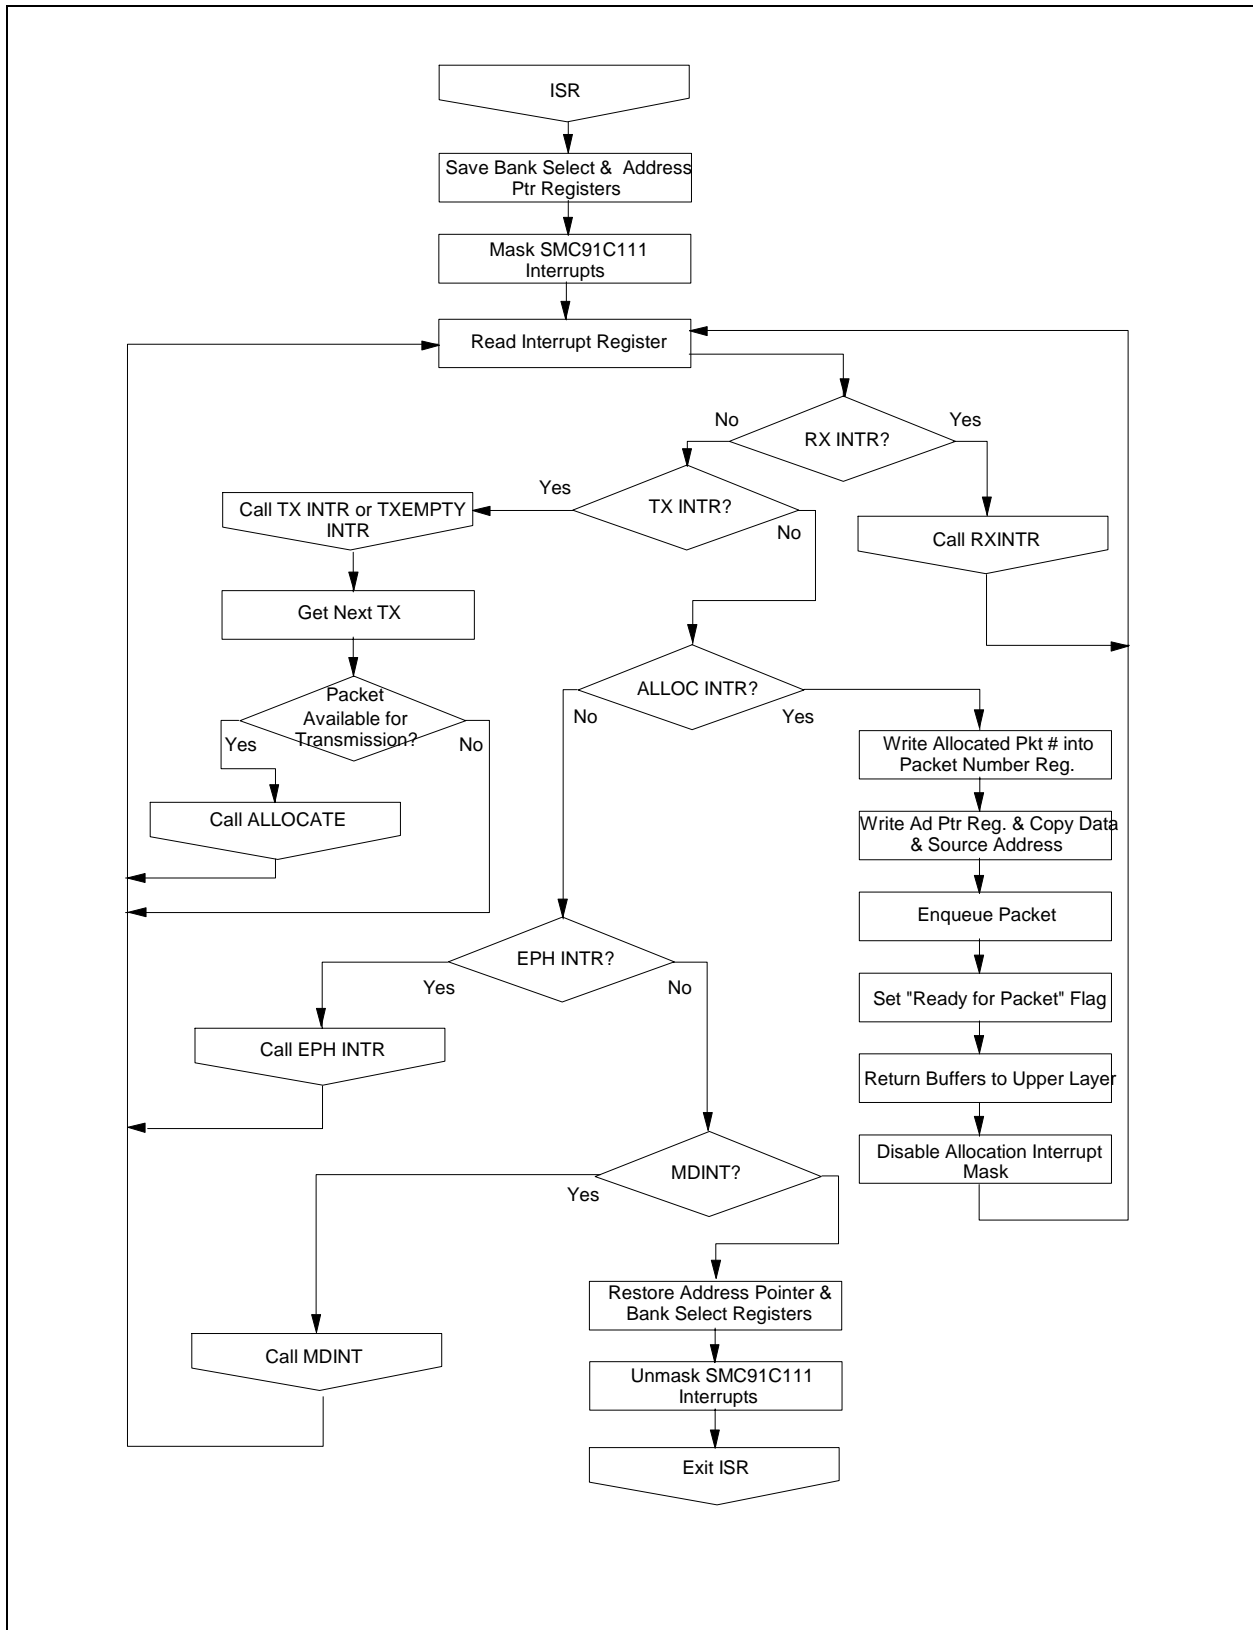 ISR
Save Bank Select & Address
Ptr Registers
Mask SMC91C111
Interrupts
Read Interrupt Register
No
Yes
RX INTR?
Yes
Call TX INTR or TXEMPTY
INTR
TX INTR?
No
Call RXINTR
Get Next TX
ALLOC INTR?
Packet
Available for
Transmission?
No
Yes
Yes
No
Write Allocated Pkt # into
Packet Number Reg.
Call ALLOCATE
Write Ad Ptr Reg. & Copy Data
& Source Address
Enqueue Packet
EPH INTR?
Yes
No
Set "Ready for Packet" Flag
Call EPH INTR
Return Buffers to Upper Layer
Disable Allocation Interrupt
Mask
MDINT?
Yes
Restore Address Pointer &
Bank Select Registers
Call MDINT
Unmask SMC91C111
Interrupts
Exit ISR